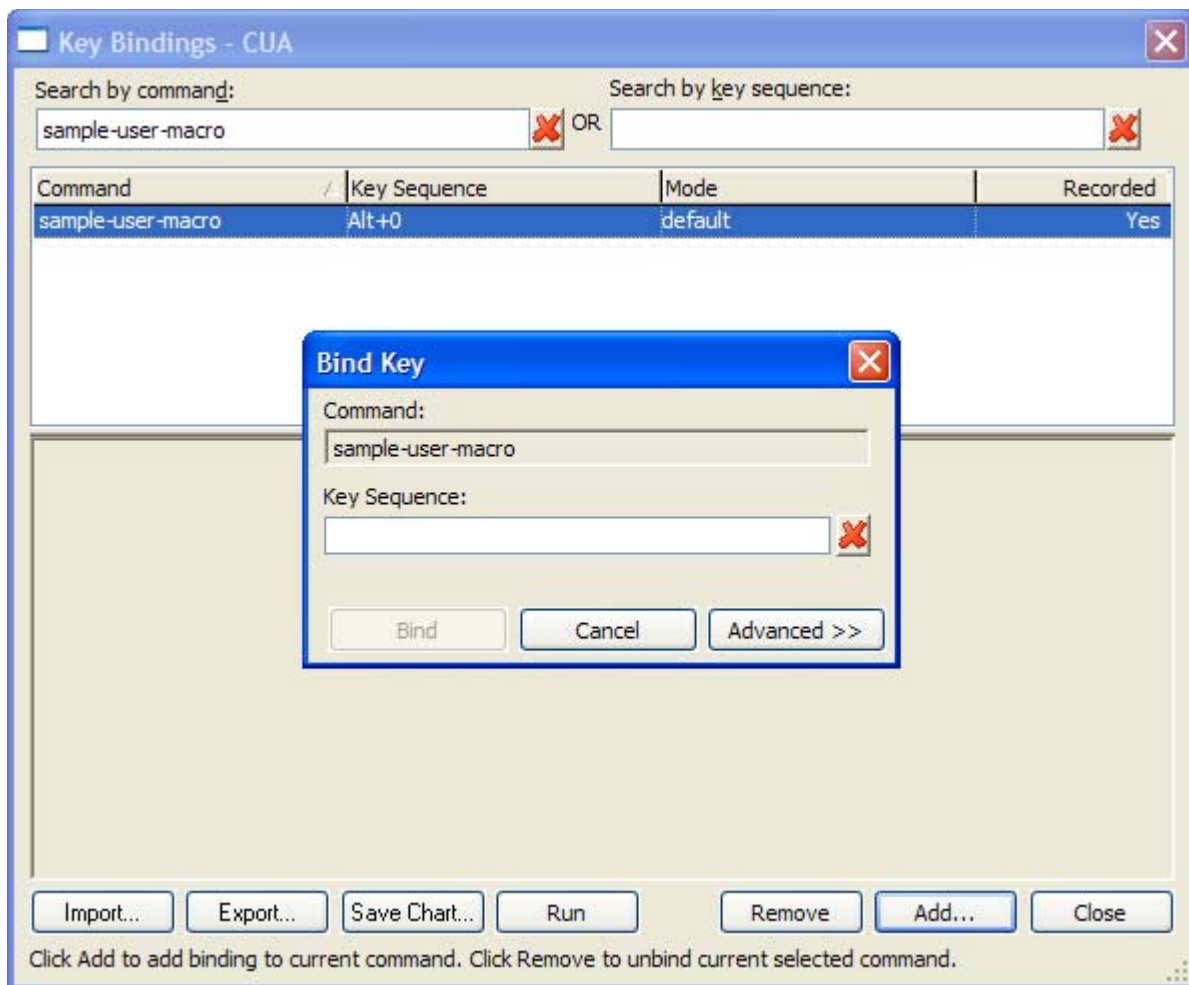 Key Bindings - CUA
Search by command: Search by key sequence:
sample-user-macro OR
Command Key Sequence Mode Recorded
sample-user-macro Alt+0 default Yes
Bind Key
Command:
sample-user-macro
Key Sequence:
Bind Cancel Advanced >>
Import... Export... Save Chart... Run Remove Add... Close
Click Add to add binding to current command. Click Remove to unbind current selected command.